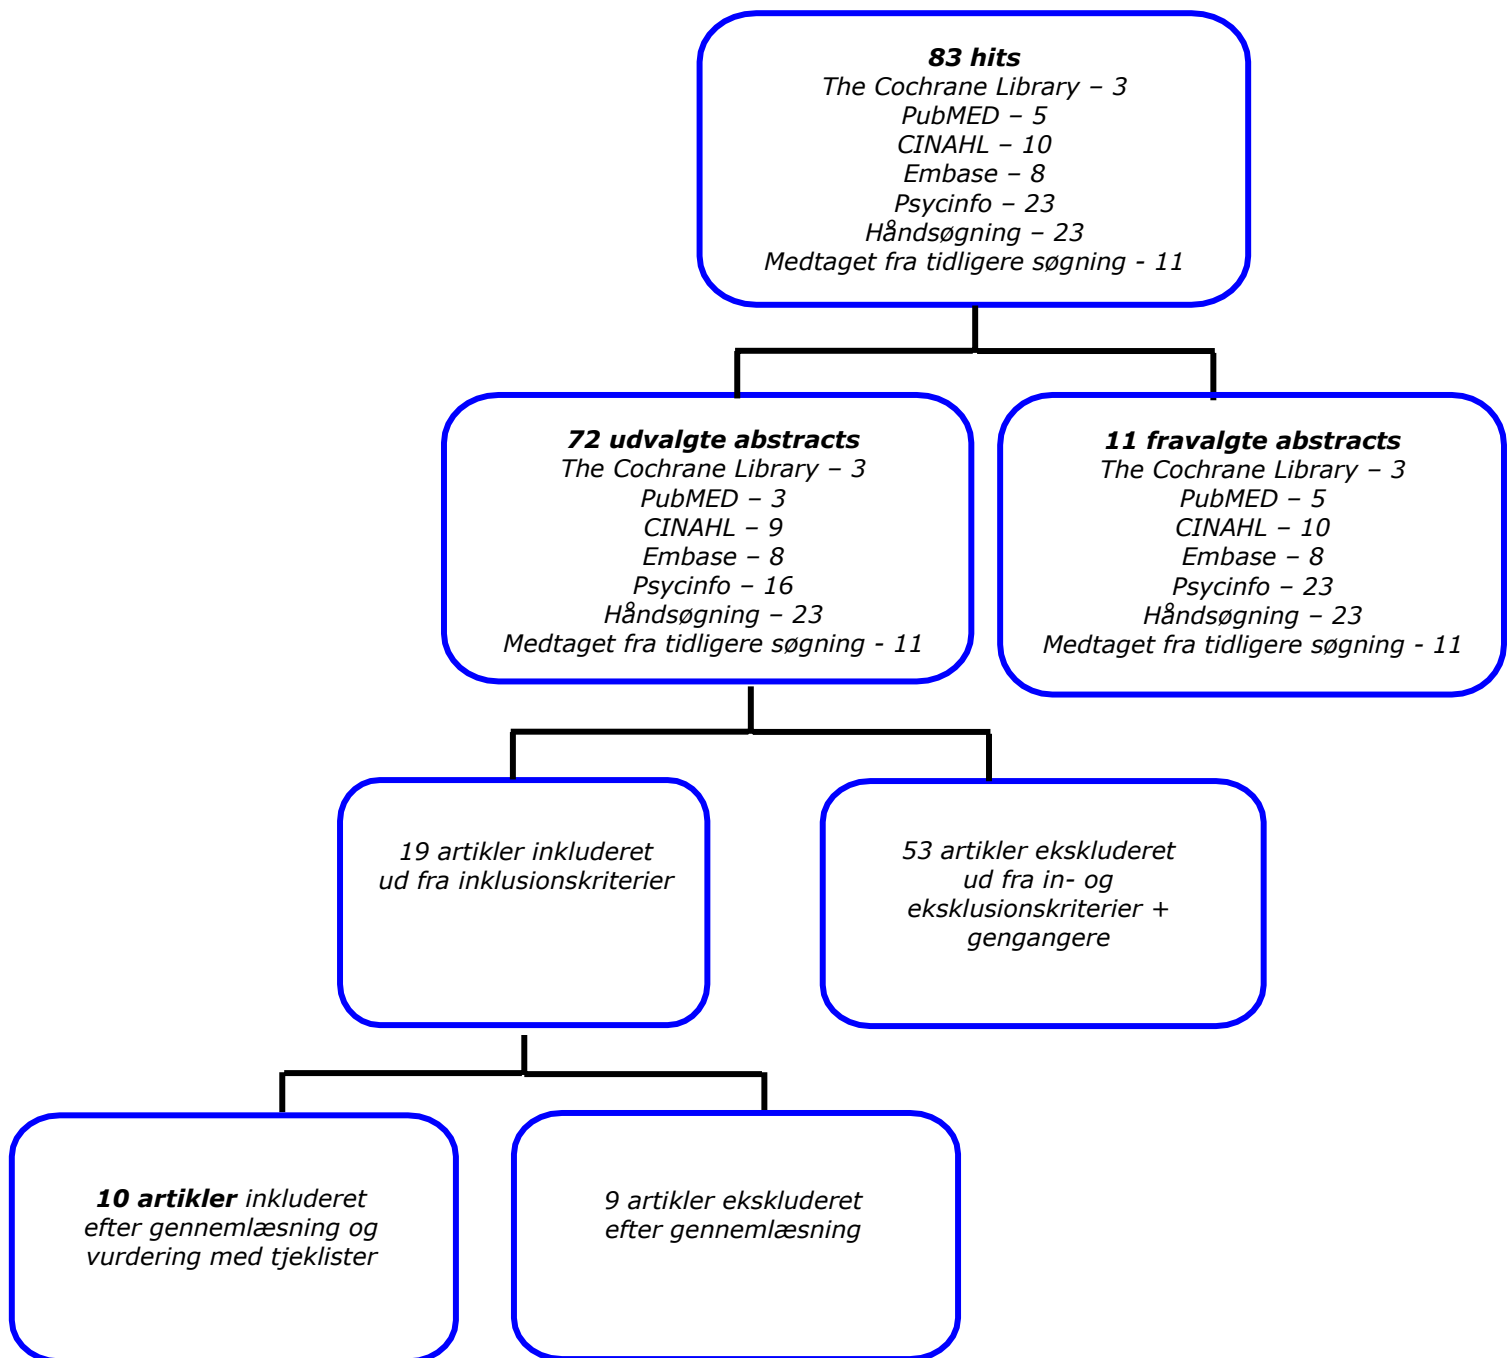 83 hits
The Cochrane Library – 3
PubMED – 5
CINAHL – 10
Embase – 8
Psycinfo – 23
Håndsøgning – 23
Medtaget fra tidligere søgning - 11
72 udvalgte abstracts
The Cochrane Library – 3
PubMED – 3
CINAHL – 9
Embase – 8
Psycinfo – 16
Håndsøgning – 23
Medtaget fra tidligere søgning - 11
11 fravalgte abstracts
The Cochrane Library – 3
PubMED – 5
CINAHL – 10
Embase – 8
Psycinfo – 23
Håndsøgning – 23
Medtaget fra tidligere søgning - 11
19 artikler inkluderet
ud fra inklusionskriterier
53 artikler ekskluderet
ud fra in- og
eksklusionskriterier +
gengangere
10 artikler inkluderet
efter gennemlæsning og
vurdering med tjeklister
9 artikler ekskluderet
efter gennemlæsning